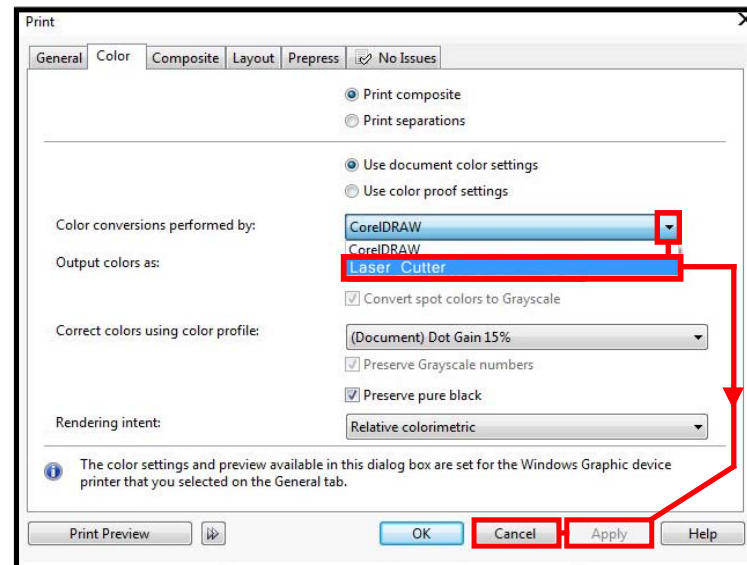 Print
X
General Color Composite Layout Prepress No Issues
Print composite
Print separations
Use document color settings
Use color proof settings
Color conversions performed by: CorelDRAW
CorelDRAW
Output colors as: Laser Cutter
Convert spot colors to Grayscale
Correct colors using color profile: (Document) Dot Gain 15%
Preserve Grayscale numbers
Preserve pure black
Rendering intent: Relative colorimetric
The color settings and preview available in this dialog box are set for the Windows Graphic device
printer that you selected on the General tab.
Print Preview OK Cancel Apply Help